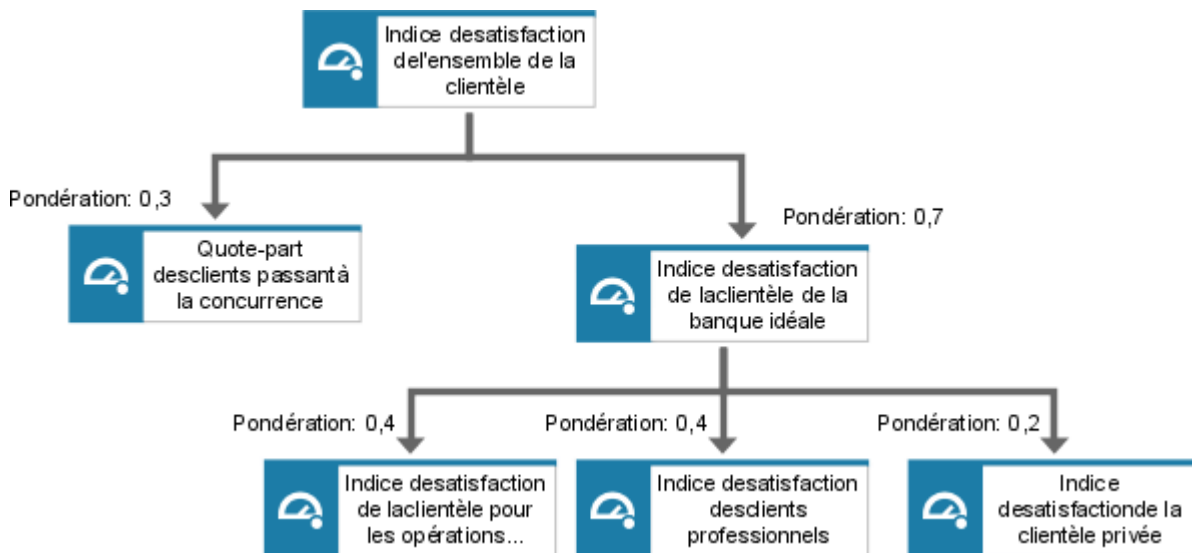 Indice desatisfaction
del'ensemble de la
clientèle
Pondération: 0,3
Pondération: 0,7
Quote-part
desclients passantà
la concurrence
Indice desatisfaction
de laclientèle de la
banque idéale
Pondération: 0,4
Pondération: 0,4
Pondération: 0,2
Indice desatisfaction
de laclientèle pour
les opérations...
Indice desatisfaction
desclients
professionnels
Indice
desatisfactionde la
clientèle privée